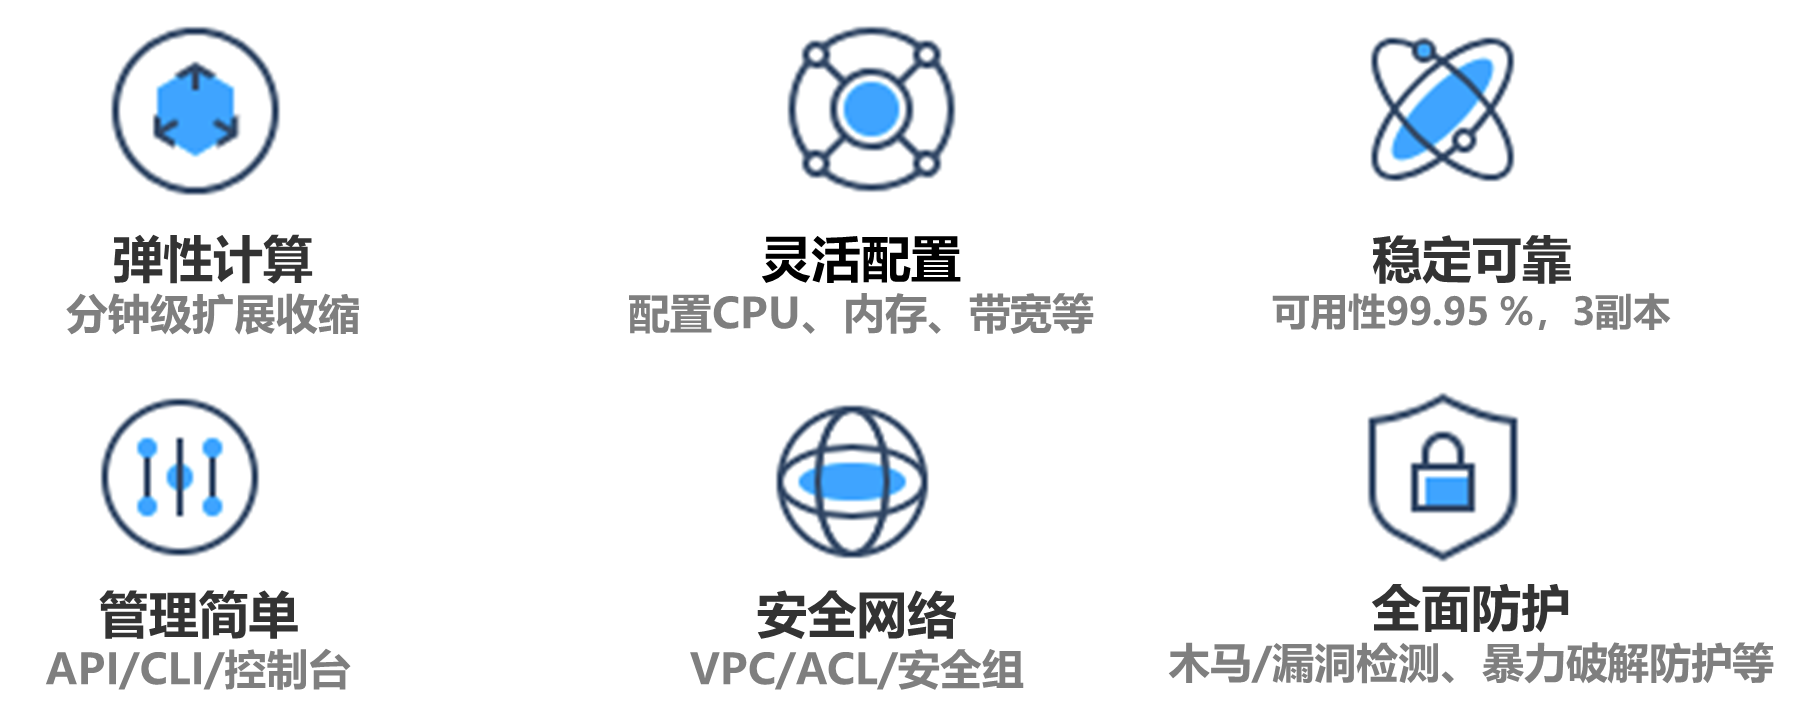 弹性计算
分钟级扩展收缩
灵活配置
配置CPU、内存、带宽等
稳定可靠
可用性99.95 %，3副本
管理简单
API/CLI/控制台
安全网络
VPC/ACL/安全组
全面防护
木马/漏洞检测、暴力破解防护等